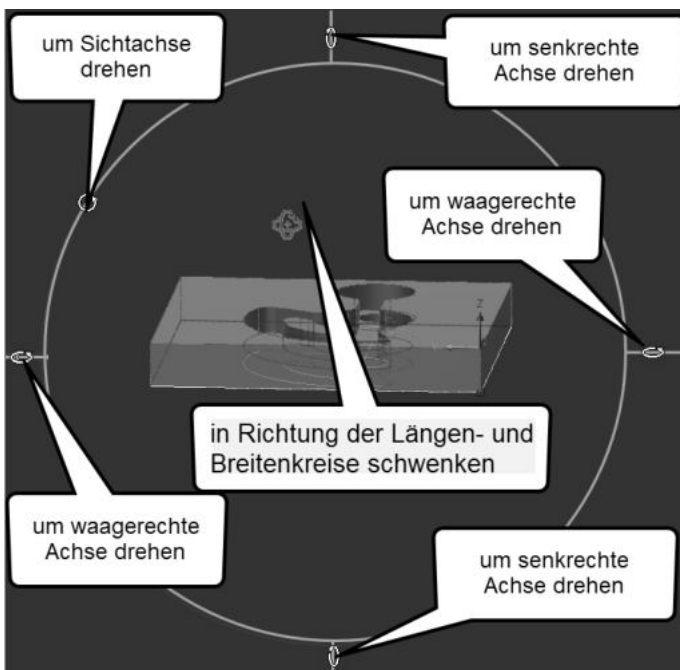 um Sichtachse
drehen
um senkrechte
Achse drehen
um waagerechte
Achse drehen
Z
in Richtung der Längen- und
Breitenkreise schwenken
um waagerechte
Achse drehen
um senkrechte
Achse drehen